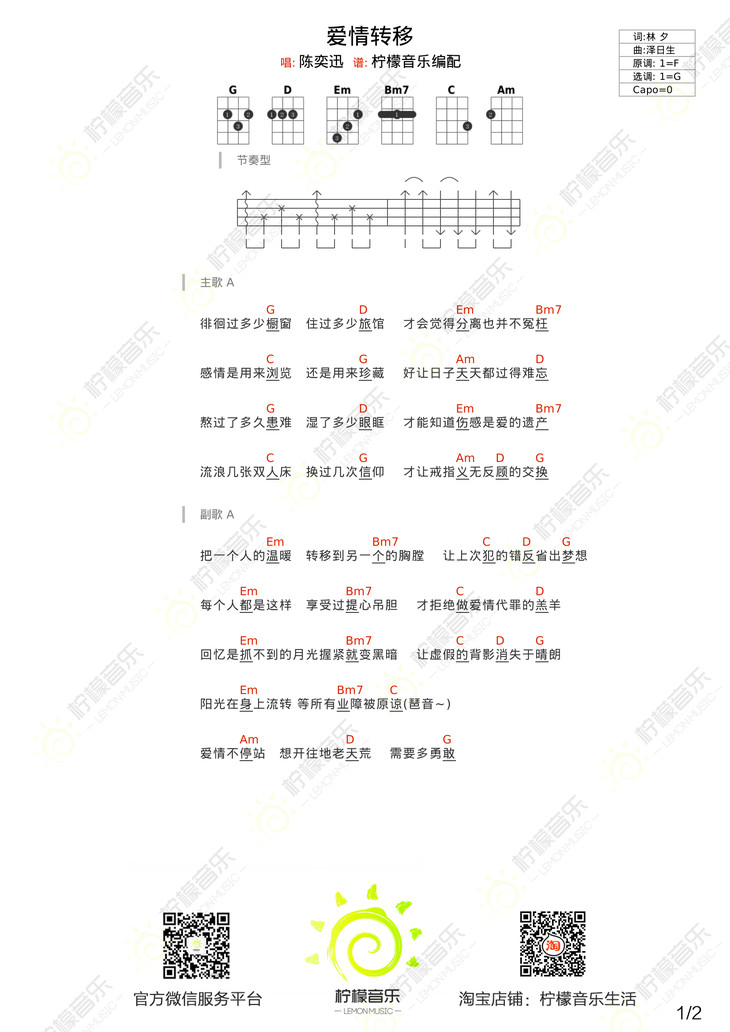 爱情转移
唱: 陈奕迅 谱: 柠檬音乐编配
词:林 夕
曲:泽日生
原调: 1=F
选调: 1=G
Capo=0
G D Em Bm7 C Am
节奏型
主歌 A
G D Em Bm7
徘徊过多少橱窗 住过多少旅馆 才会觉得分离也并不冤枉
C G Am D
感情是用来浏览 还是用来珍藏 好让日子天天都过得难忘
G D Em Bm7
熬过了多久患难 湿了多少眼眶 才能知道伤感是爱的遗产
C G Am D G
流浪几张双人床 换过几次信仰 才让戒指义无反顾的交换
副歌 A
Em Bm7 C D G
把一个人的温暖 转移到另一个的胸膛 让上次犯的错反省出梦想
Em Bm7 C D
每个人都是这样 享受过提心吊胆 才拒绝做爱情代罪的羔羊
Em Bm7 C D G
回忆是抓不到的月光握紧就变黑暗 让虚假的背影消失于晴朗
Em Bm7 C
阳光在身上流转 等所有业障被原谅(琶音~)
Am D G
爱情不停站 想开往地老天荒 需要多勇敢
官方微信服务平台
柠檬音乐
LEMON MUSIC
淘
淘宝店铺：柠檬音乐生活
1/2